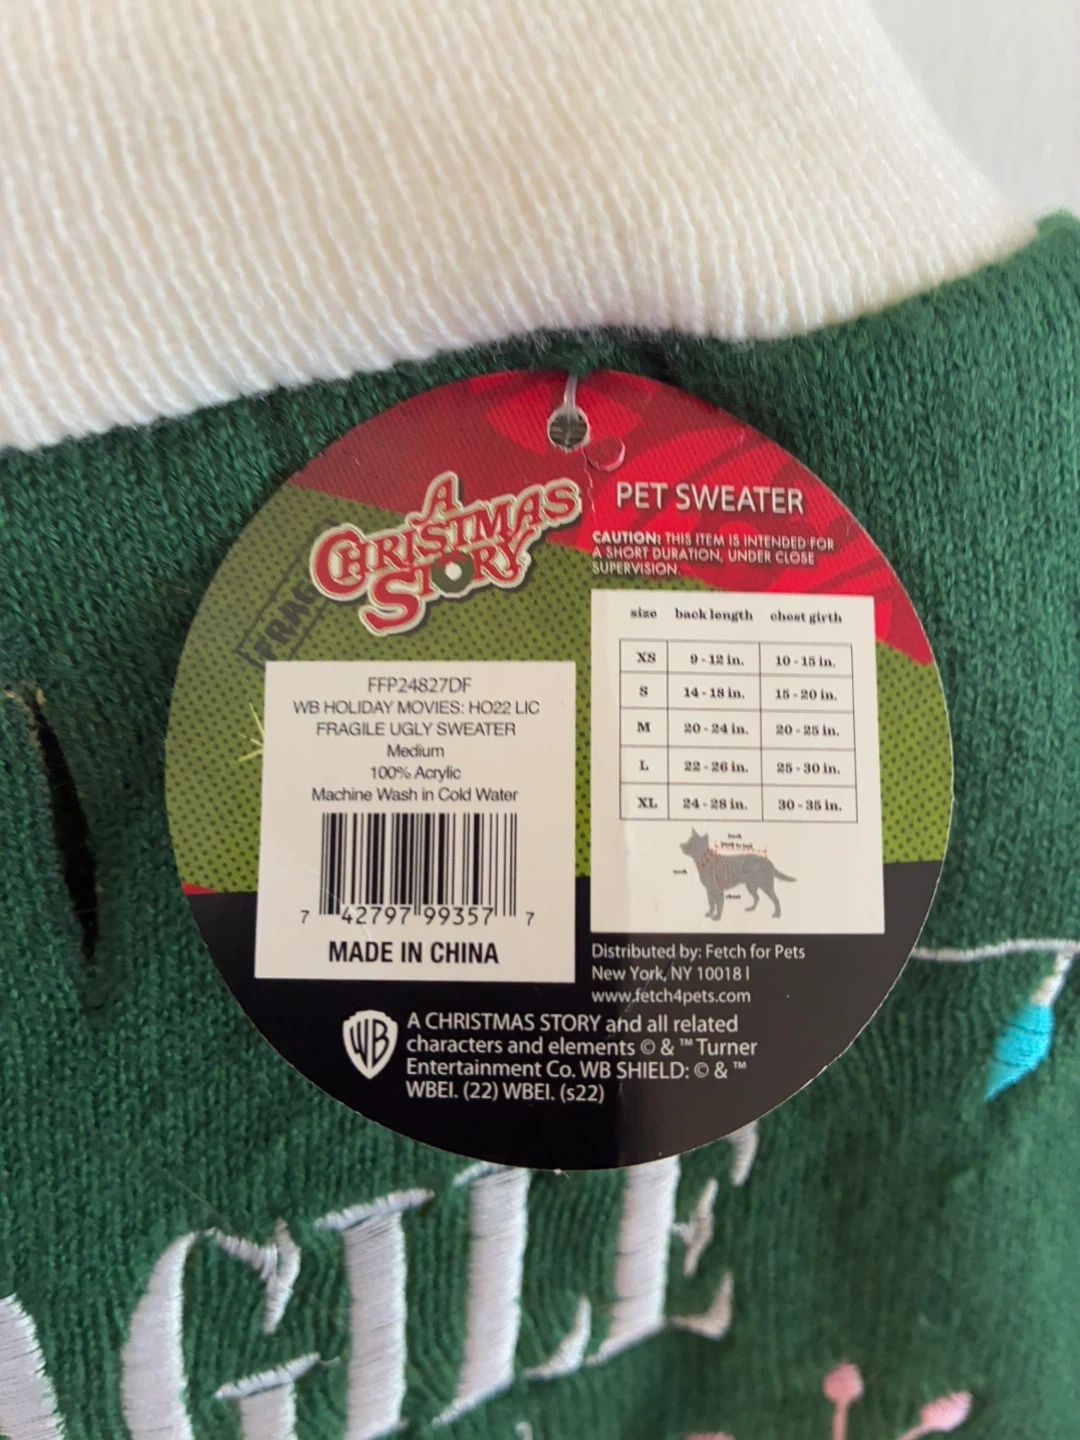 A
CHRISTMAS
STORY
PET SWEATER
CAUTION: THIS ITEM IS INTENDED FOR
A SHORT DURATION, UNDER CLOSE
SUPERVISION.
size back length chest girth
XS 9 - 12 in. 10 - 15 in.
S 14 - 18 in. 15 - 20 in.
M 20 - 24 in. 20 - 25 in.
L 22 - 26 in. 25 - 30 in.
XL 24 - 28 in. 30 - 35 in.
back
neck
chest
FFP24827DF
WB HOLIDAY MOVIES: HO22 LIC
FRAGILE UGLY SWEATER
Medium
100% Acrylic
Machine Wash in Cold Water
7 42797 99357 7
MADE IN CHINA
Distributed by: Fetch for Pets
New York, NY 10018 |
www.fetch4pets.com
WB
A CHRISTMAS STORY and all related
characters and elements © & ™ Turner
Entertainment Co. WB SHIELD: © & ™
WBEI. (22) WBEI. (s22)
AGILE